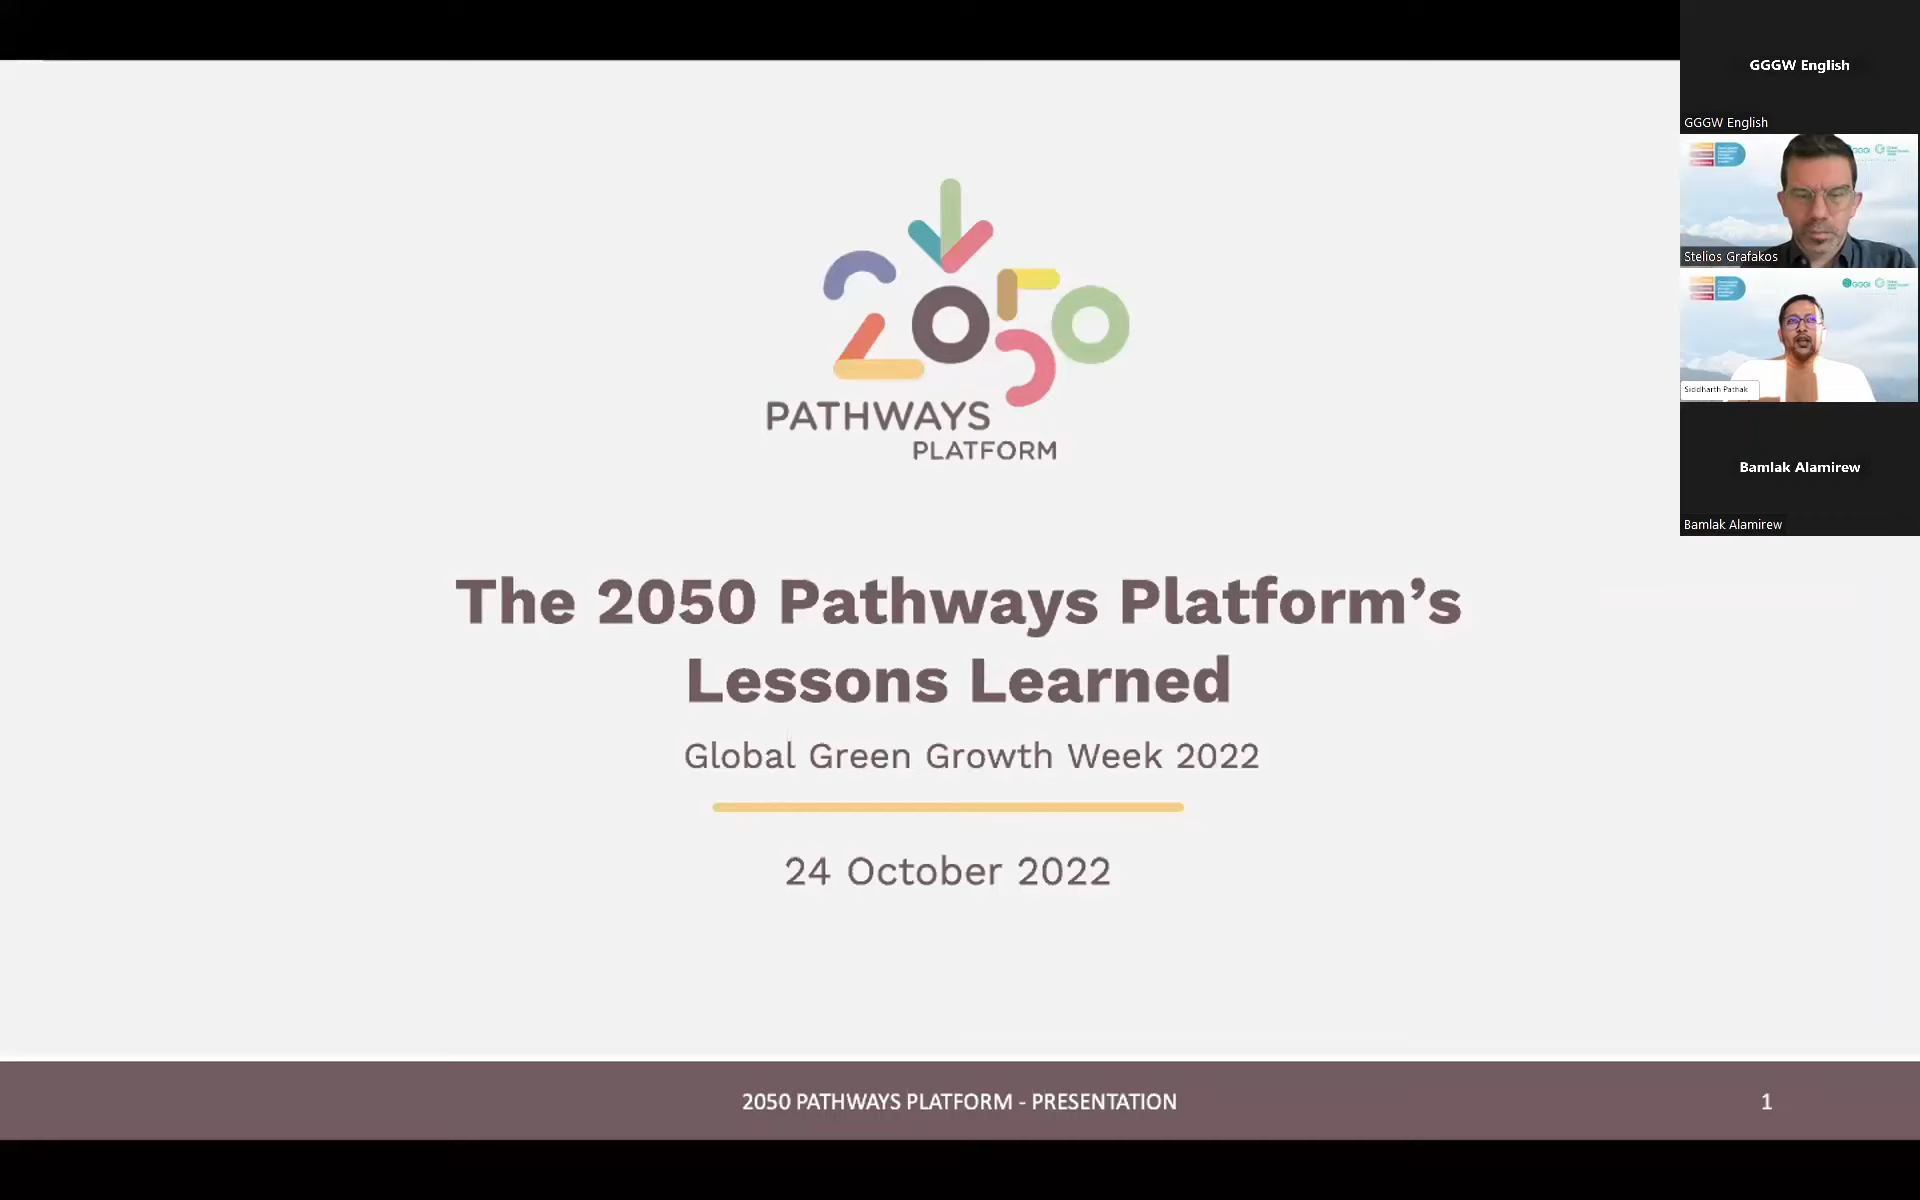 2050
PATHWAYS
PLATFORM
The 2050 Pathways Platform’s
Lessons Learned
Global Green Growth Week 2022
24 October 2022
2050 PATHWAYS PLATFORM - PRESENTATION
1
GGGW English
GGGW English
Stelios Grafakos
GGGI
Siddharth Pathak
Bamlak Alamirew
Bamlak Alamirew